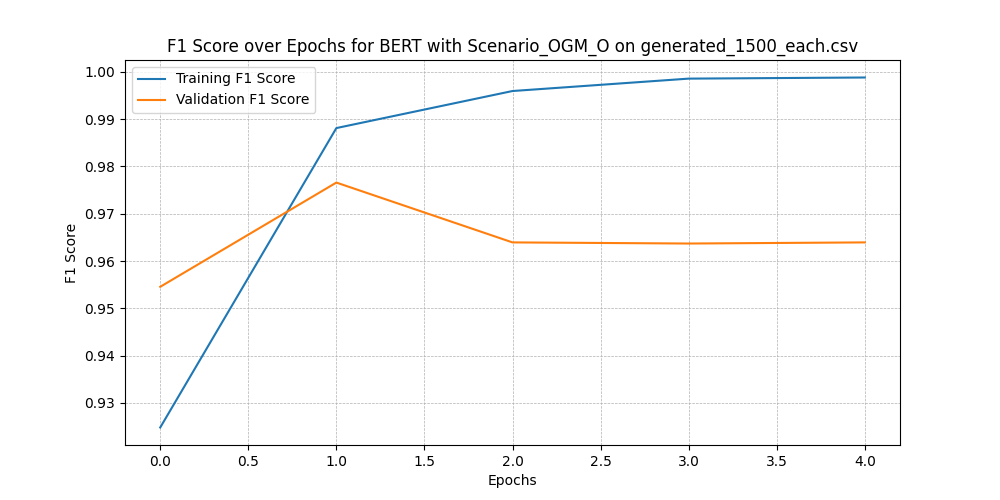 F1 Score over Epochs for BERT with Scenario_OGM_O on generated_1500_each.csv
Training F1 Score
Validation F1 Score
F1 Score
1.00
0.99
0.98
0.97
0.96
0.95
0.94
0.93
0.0 0.5 1.0 1.5 2.0 2.5 3.0 3.5 4.0
Epochs